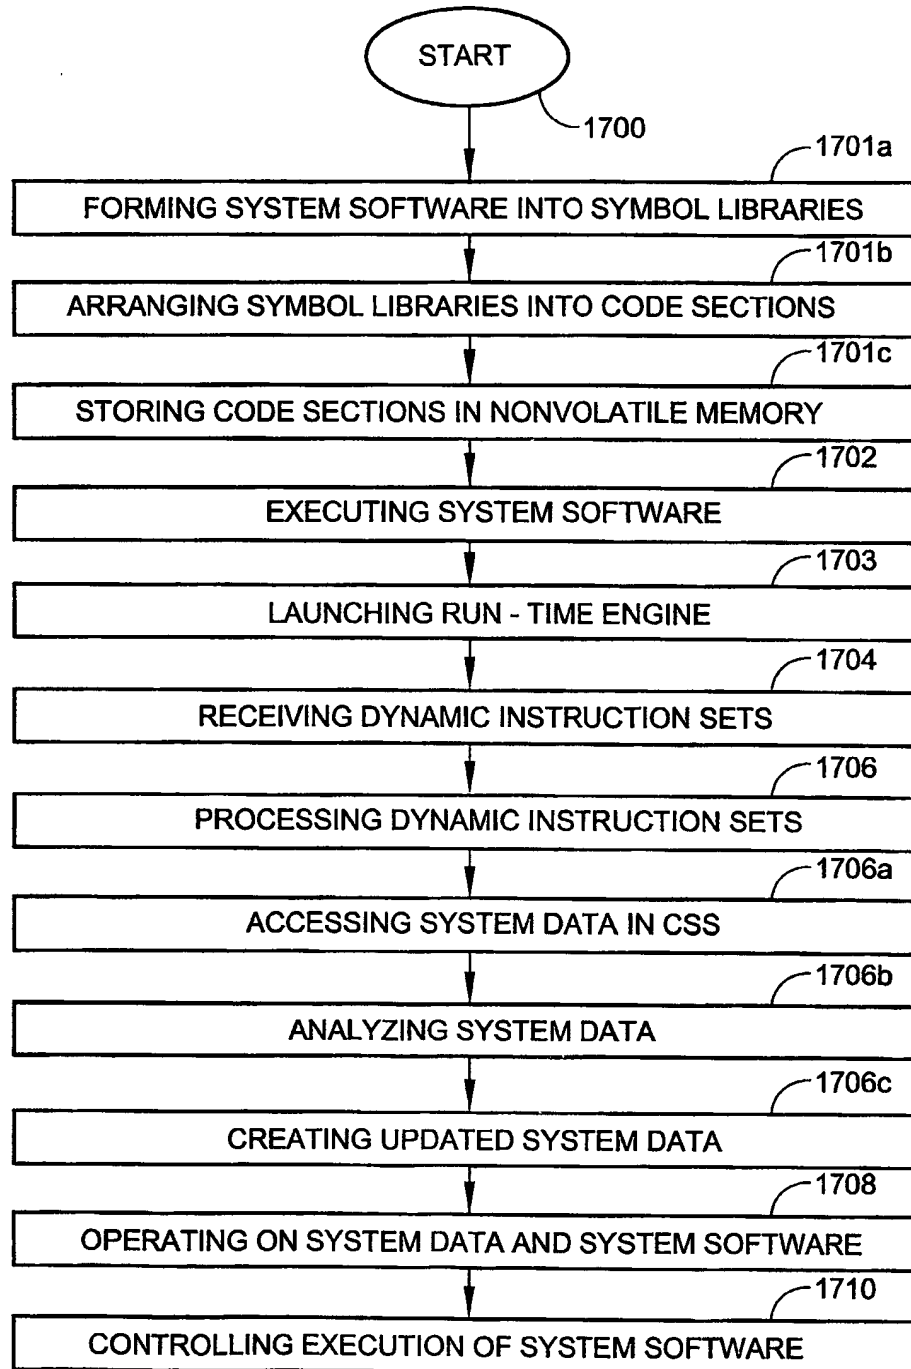 START
1700
1701a
FORMING SYSTEM SOFTWARE INTO SYMBOL LIBRARIES
1701b
ARRANGING SYMBOL LIBRARIES INTO CODE SECTIONS
1701c
STORING CODE SECTIONS IN NONVOLATILE MEMORY
1702
EXECUTING SYSTEM SOFTWARE
1703
LAUNCHING RUN - TIME ENGINE
1704
RECEIVING DYNAMIC INSTRUCTION SETS
1706
PROCESSING DYNAMIC INSTRUCTION SETS
1706a
ACCESSING SYSTEM DATA IN CSS
1706b
ANALYZING SYSTEM DATA
1706c
CREATING UPDATED SYSTEM DATA
1708
OPERATING ON SYSTEM DATA AND SYSTEM SOFTWARE
1710
CONTROLLING EXECUTION OF SYSTEM SOFTWARE